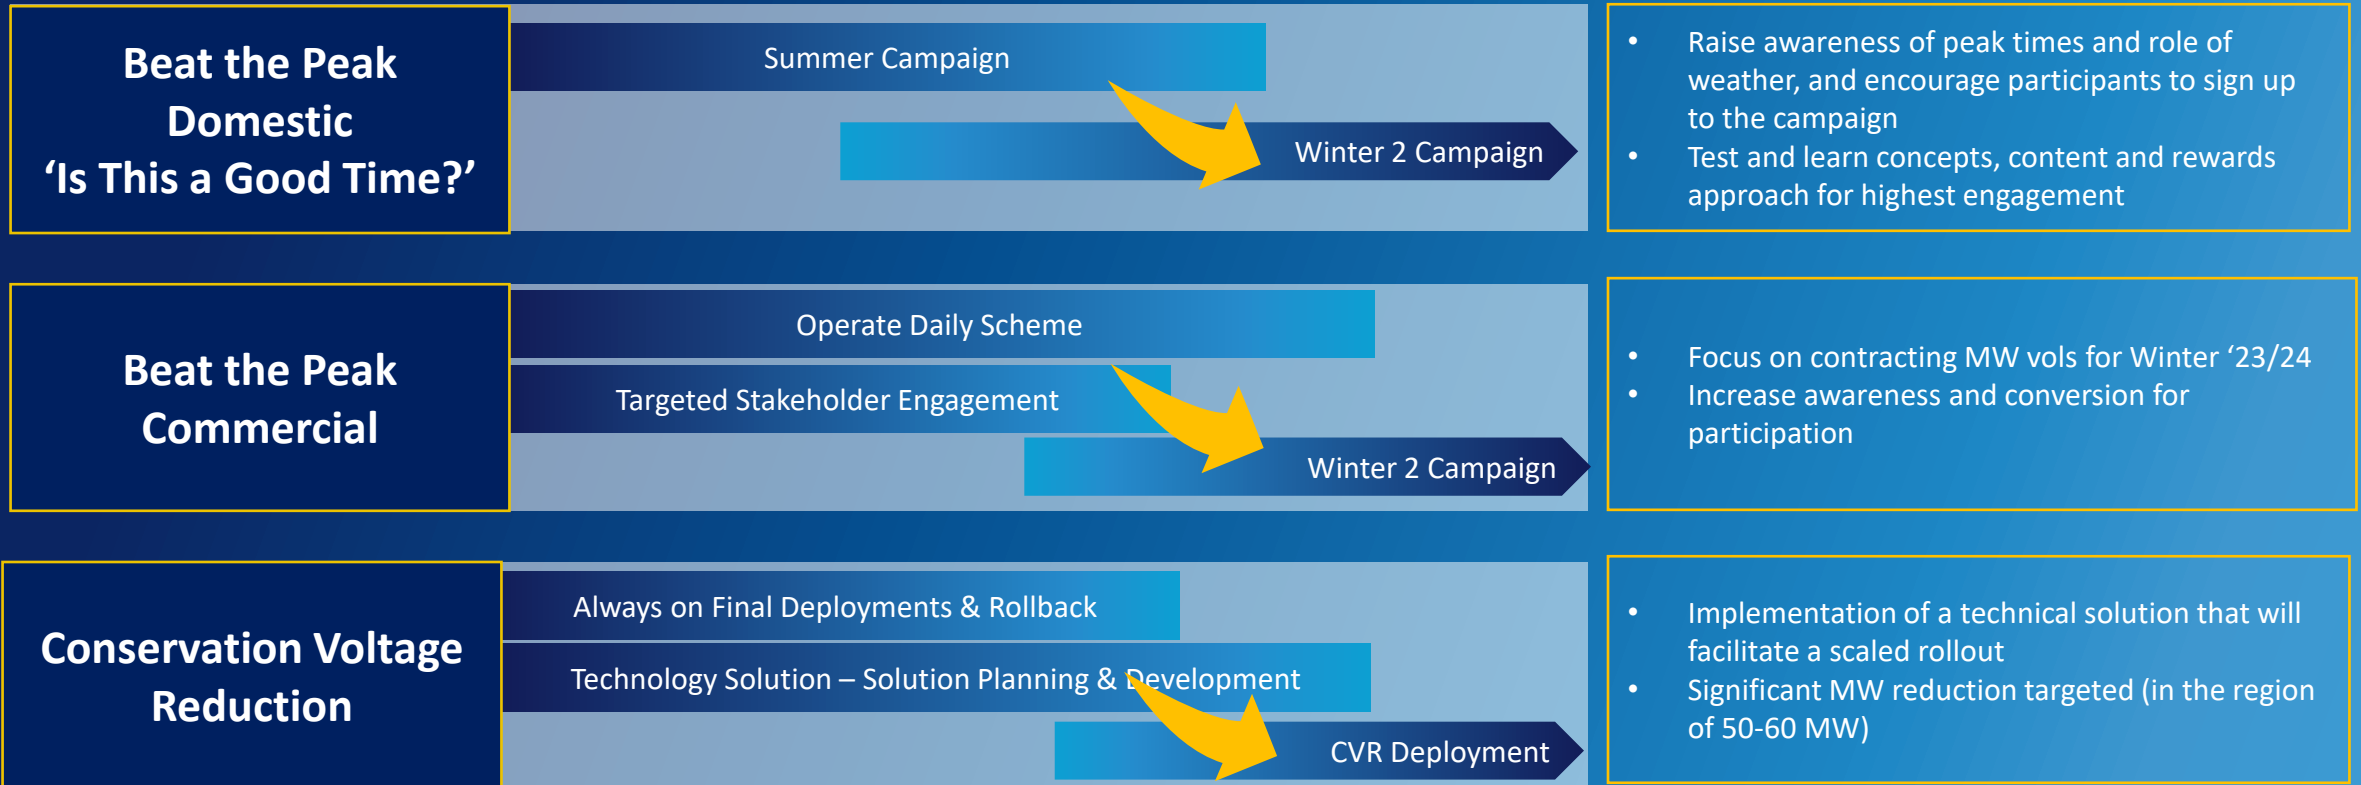 Beat the Peak
Domestic
‘Is This a Good Time?’
Summer Campaign
Winter 2 Campaign
• Raise awareness of peak times and role of
weather, and encourage participants to sign up
to the campaign
• Test and learn concepts, content and rewards
approach for highest engagement
Beat the Peak
Commercial
Operate Daily Scheme
Targeted Stakeholder Engagement
Winter 2 Campaign
• Focus on contracting MW vols for Winter ‘23/24
• Increase awareness and conversion for
participation
Conservation Voltage
Reduction
Always on Final Deployments & Rollback
Technology Solution – Solution Planning & Development
CVR Deployment
• Implementation of a technical solution that will
facilitate a scaled rollout
• Significant MW reduction targeted (in the region
of 50-60 MW)